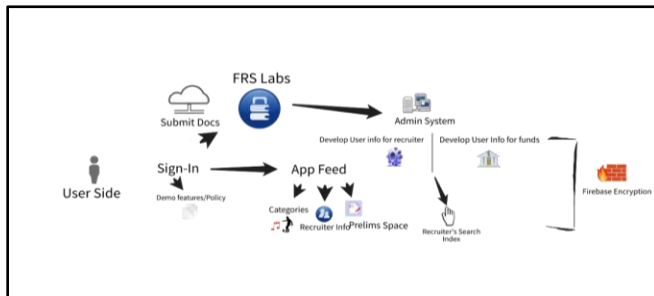 FRS Labs
Submit Docs
Admin System
Develop User info for recruiter
Develop User Info for funds
User Side
Sign-In
App Feed
Firebase Encryption
Demo features/Policy
Categories
Recruiter Info
Prelims Space
Recruiter's Search
Index